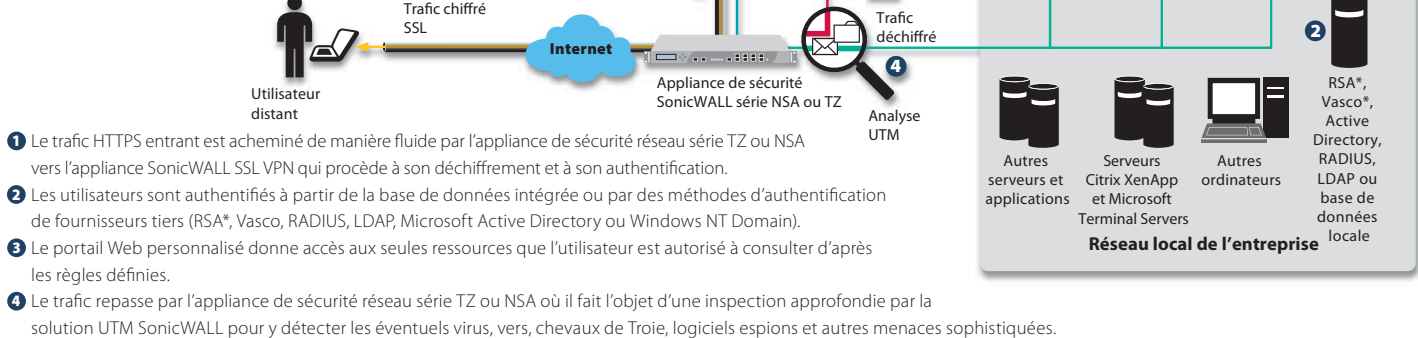 Trafic chiffré
SSL
Internet
Trafic
déchiffré
4
2
Utilisateur
distant
Appliance de sécurité
SonicWALL série NSA ou TZ
Analyse
UTM
RSA*,
Vasco*,
Active
Directory,
RADIUS,
LDAP ou
base de
données
locale
Autres
serveurs et
applications
Serveurs
Citrix XenApp
et Microsoft
Terminal Servers
Autres
ordinateurs
Réseau local de l'entreprise
1 Le trafic HTTPS entrant est acheminé de manière fluide par l'appliance de sécurité réseau série TZ ou NSA
vers l'appliance SonicWALL SSL VPN qui procède à son déchiffrement et à son authentification.
2 Les utilisateurs sont authentifiés à partir de la base de données intégrée ou par des méthodes d'authentification
de fournisseurs tiers (RSA*, Vasco, RADIUS, LDAP, Microsoft Active Directory ou Windows NT Domain).
3 Le portail Web personnalisé donne accès aux seules ressources que l'utilisateur est autorisé à consulter d'après
les règles définies.
4 Le trafic repasse par l'appliance de sécurité réseau série TZ ou NSA où il fait l'objet d'une inspection approfondie par la
solution UTM SonicWALL pour y détecter les éventuels virus, vers, chevaux de Troie, logiciels espions et autres menaces sophistiquées.